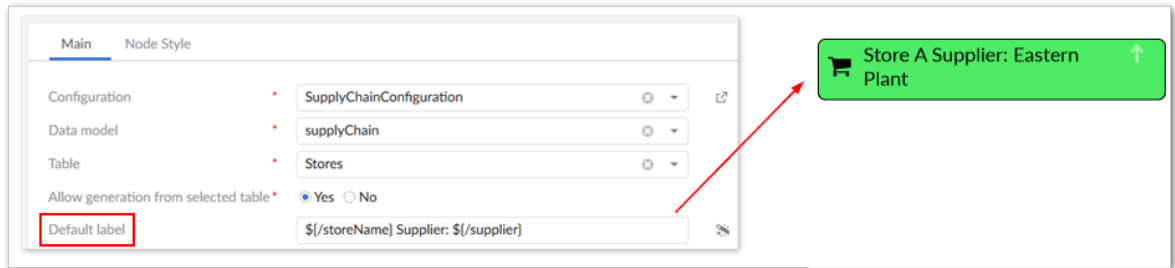 Main Node Style
Configuration * SupplyChainConfiguration
Data model * supplyChain
Table * Stores
Allow generation from selected table * Yes No
Default label ${/storeName} Supplier: ${/supplier}
Store A Supplier: Eastern
Plant